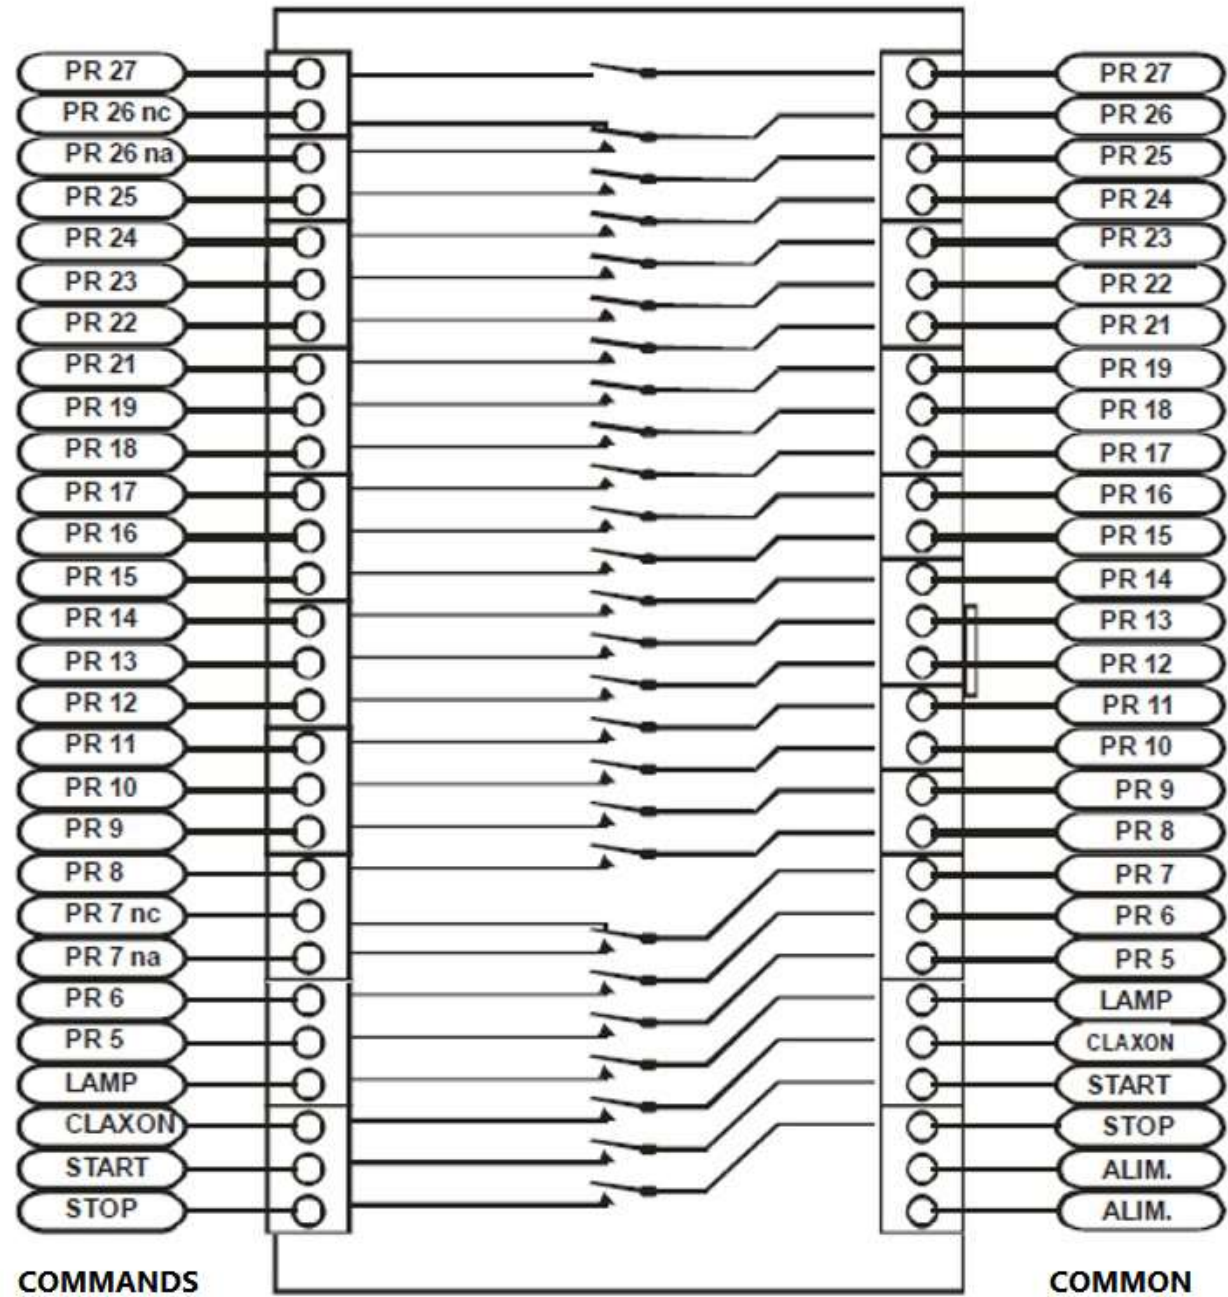 PR 27 PR 27
PR 26 nc PR 26
PR 26 na PR 25
PR 25 PR 24
PR 24 PR 23
PR 23 PR 22
PR 22 PR 21
PR 21 PR 19
PR 19 PR 18
PR 18 PR 17
PR 17 PR 16
PR 16 PR 15
PR 15 PR 14
PR 14 PR 13
PR 13 PR 12
PR 12 PR 11
PR 11 PR 10
PR 10 PR 9
PR 9 PR 8
PR 8 PR 7
PR 7 nc PR 6
PR 7 na PR 5
PR 6 LAMP
PR 5 CLAXON
LAMP START
CLAXON STOP
START ALIM.
STOP ALIM.
COMMANDS COMMON